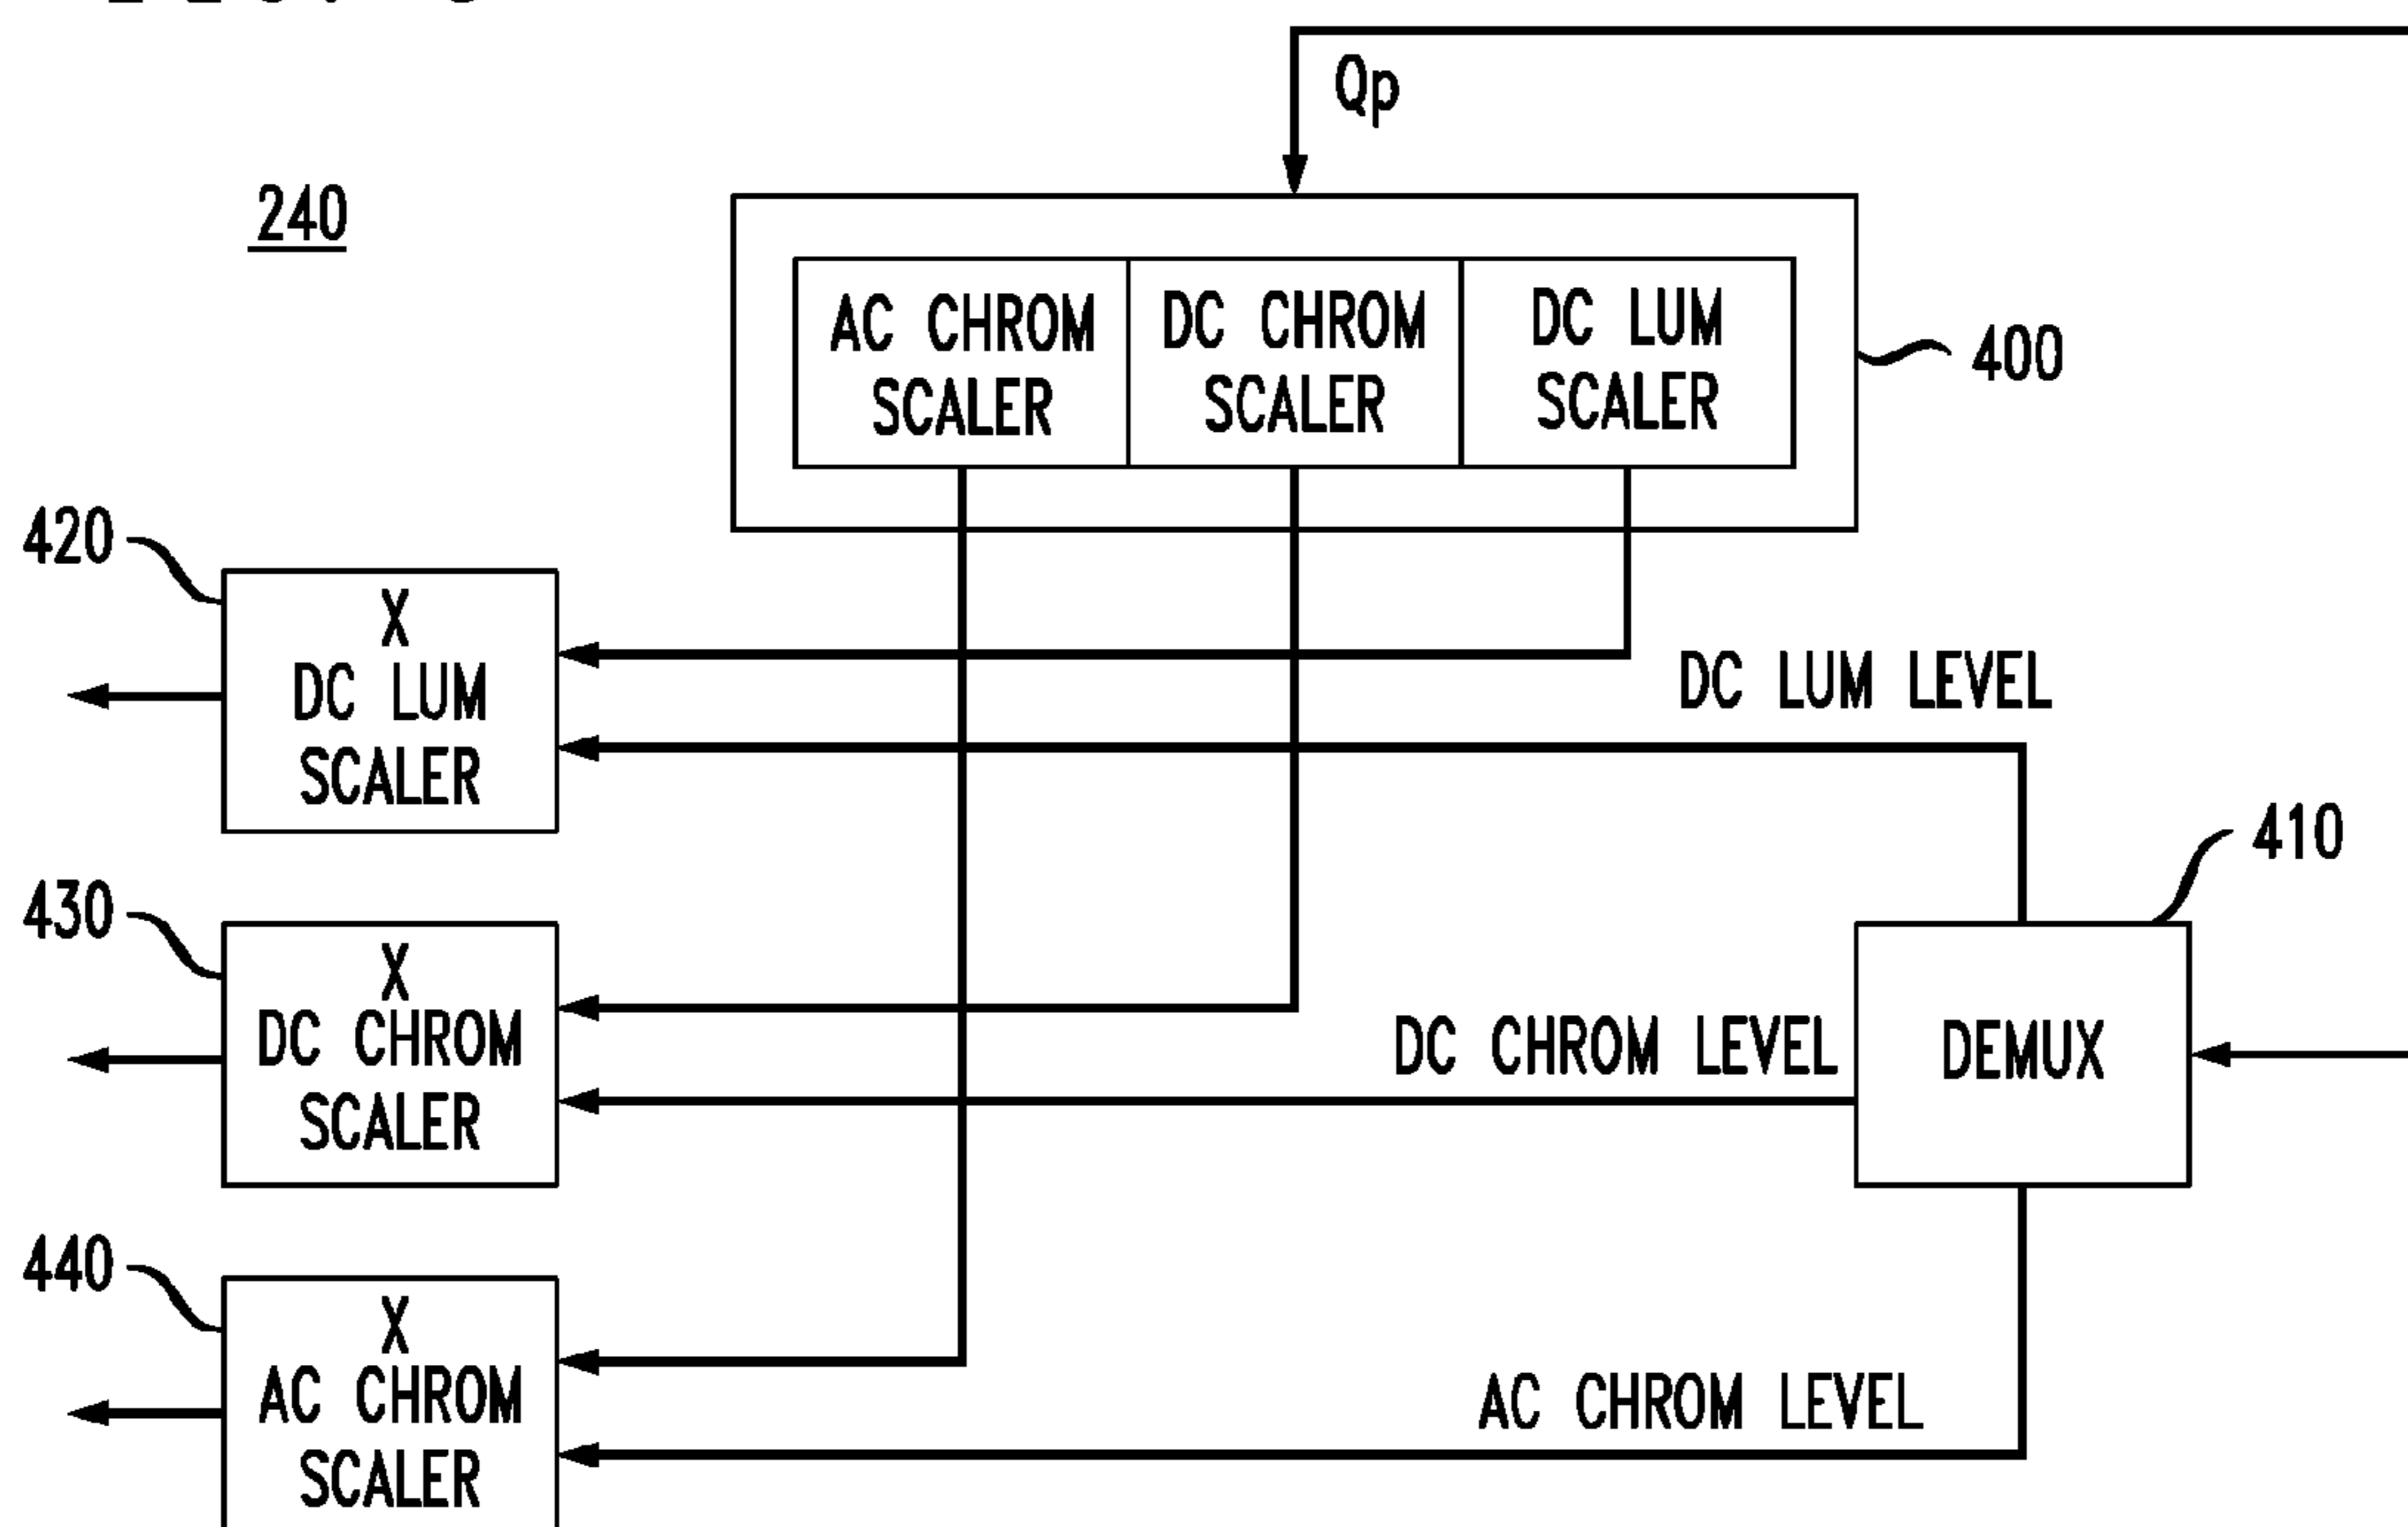 Qp
240
AC CHROM
SCALER
DC CHROM
SCALER
DC LUM
SCALER
400
420
X
DC LUM
SCALER
DC LUM LEVEL
410
430
X
DC CHROM
SCALER
DC CHROM LEVEL
DEMUX
440
X
AC CHROM
SCALER
AC CHROM LEVEL